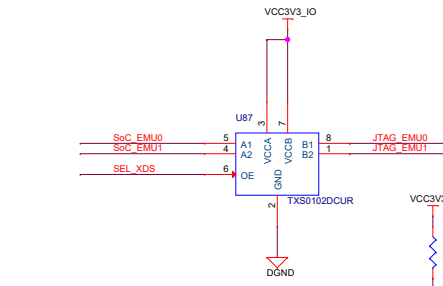 VCC3V3_IO
U87
3
7
SoC_EMU0 5 A1 VCCA VCCB B1 8 JTAG_EMU0
SoC_EMU1 4 A2 B2 1 JTAG_EMU1
SEL_XDS 6 OE GND
2 TXS0102DCUR
VCC3V3
DGND